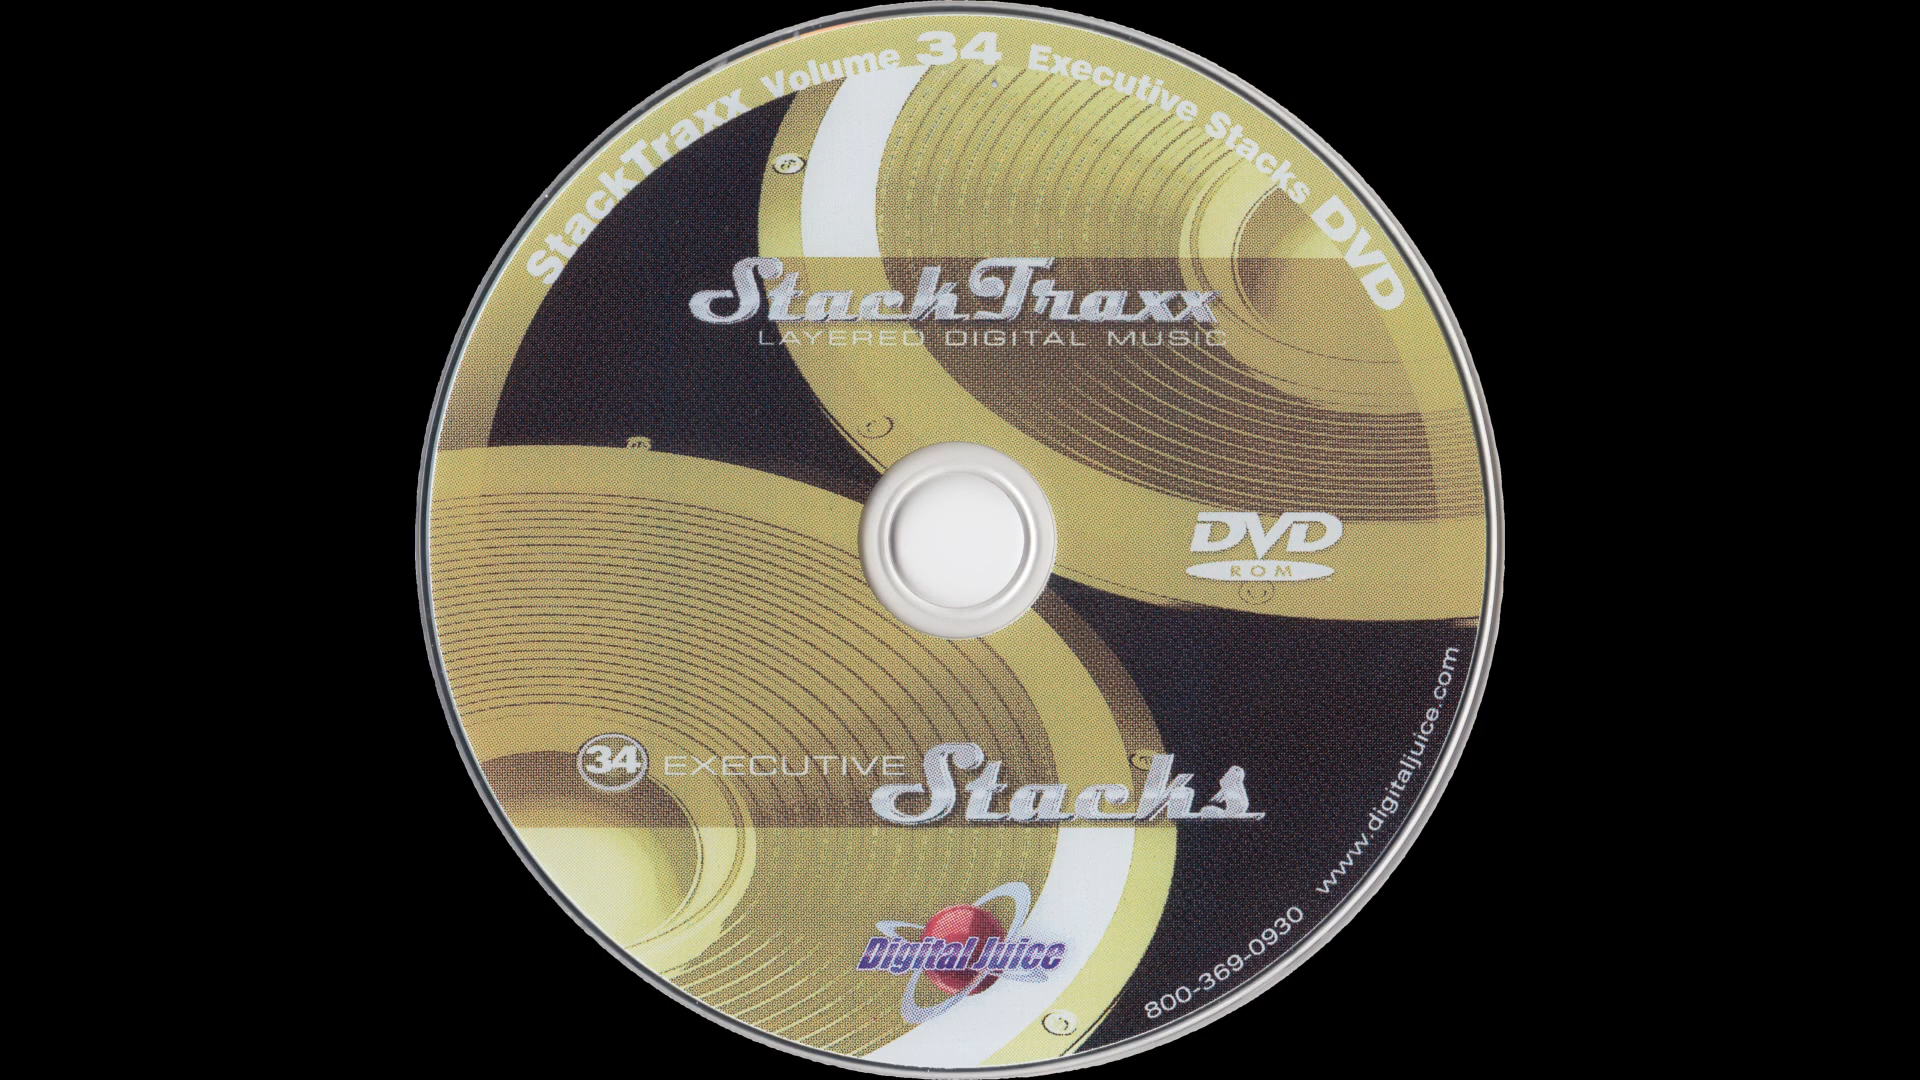 StackTraxx Volume 34 Executive Stacks DVD
StackTraxx
LAYERED DIGITAL MUSIC
DVD
ROM
34 EXECUTIVE Stacks
Digital Juice
www.digitaljuice.com
800-369-0930